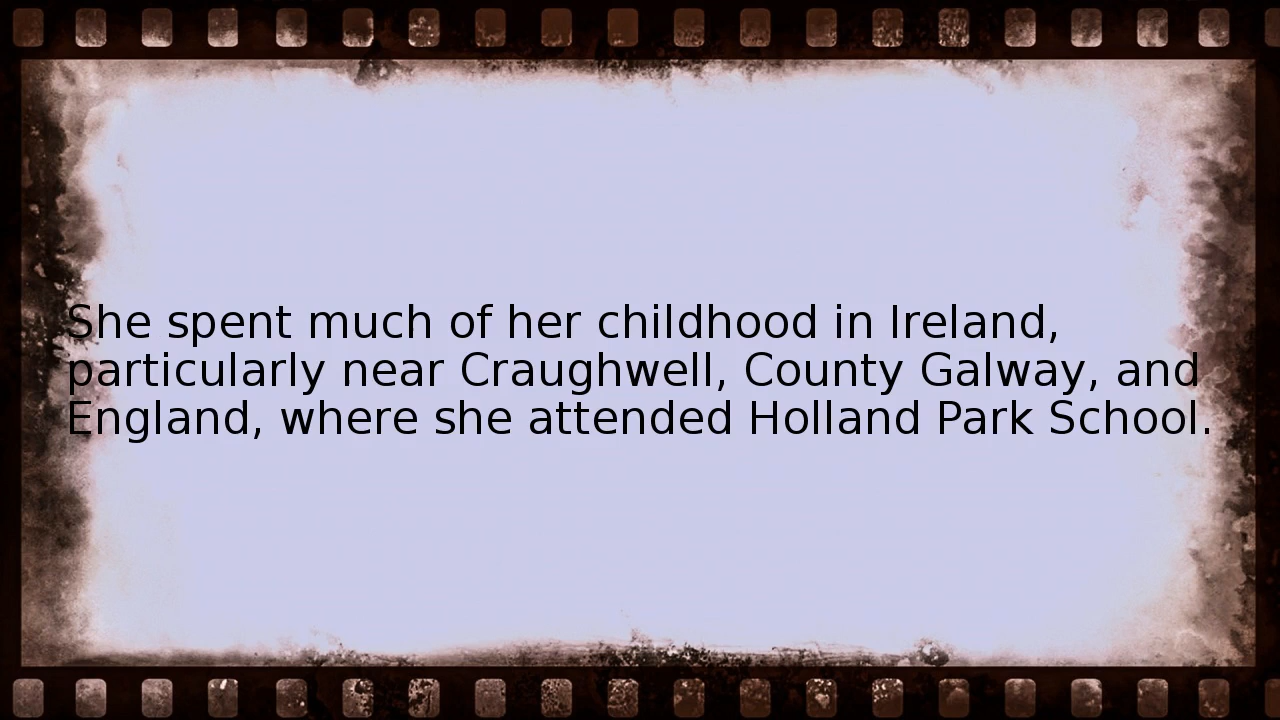 She spent much of her childhood in Ireland,
particularly near Craughwell, County Galway, and
England, where she attended Holland Park School.